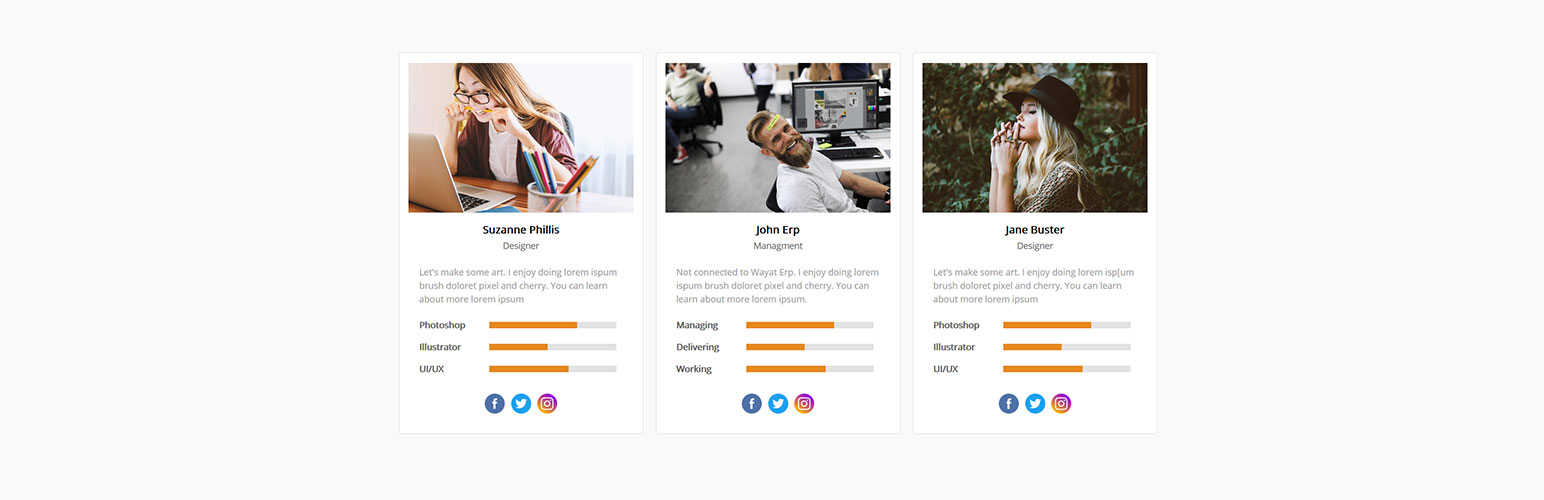 Suzanne Phillis
Designer
Let's make some art. I enjoy doing lorem ispum
brush doloret pixel and cherry. You can learn
about more lorem ipsum
Photoshop
Illustrator
UI/UX
John Erp
Managment
Not connected to Wayat Erp. I enjoy doing lorem
ispum brush doloret pixel and cherry. You can
learn about more lorem ipsum.
Managing
Delivering
Working
Jane Buster
Designer
Let's make some art. I enjoy doing lorem isp[um
brush doloret pixel and cherry. You can learn
about more lorem ipsum
Photoshop
Illustrator
UI/UX